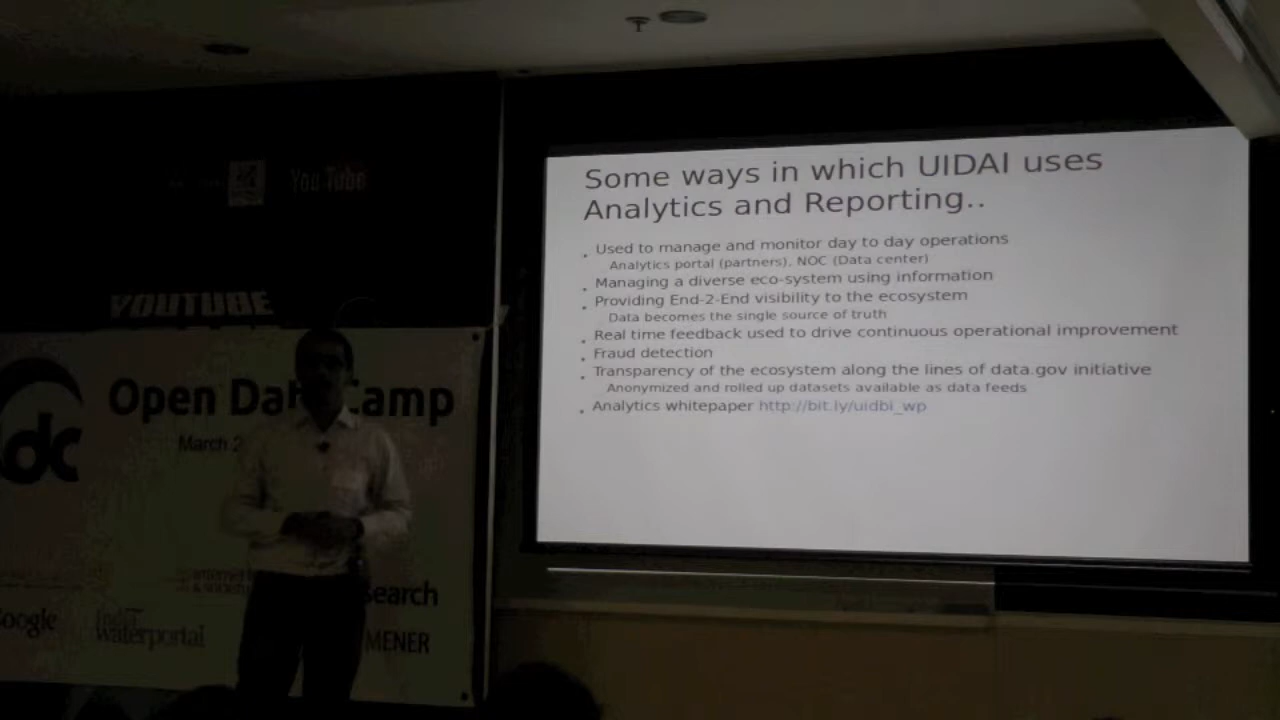 You Tube
YOUTUBE
Open Da Camp
March 2
dc
search
Google
India
waterportal
MENER
Some ways in which UIDAI uses
Analytics and Reporting..
Used to manage and monitor day to day operations
Analytics portal (partners), NOC (Data center)
Managing a diverse eco-system using information
Providing End-2-End visibility to the ecosystem
Data becomes the single source of truth
Real time feedback used to drive continuous operational improvement
Fraud detection
Transparency of the ecosystem along the lines of data.gov initiative
Anonymized and rolled up datasets available as data feeds
Analytics whitepaper http://bit.ly/uidbi_wp